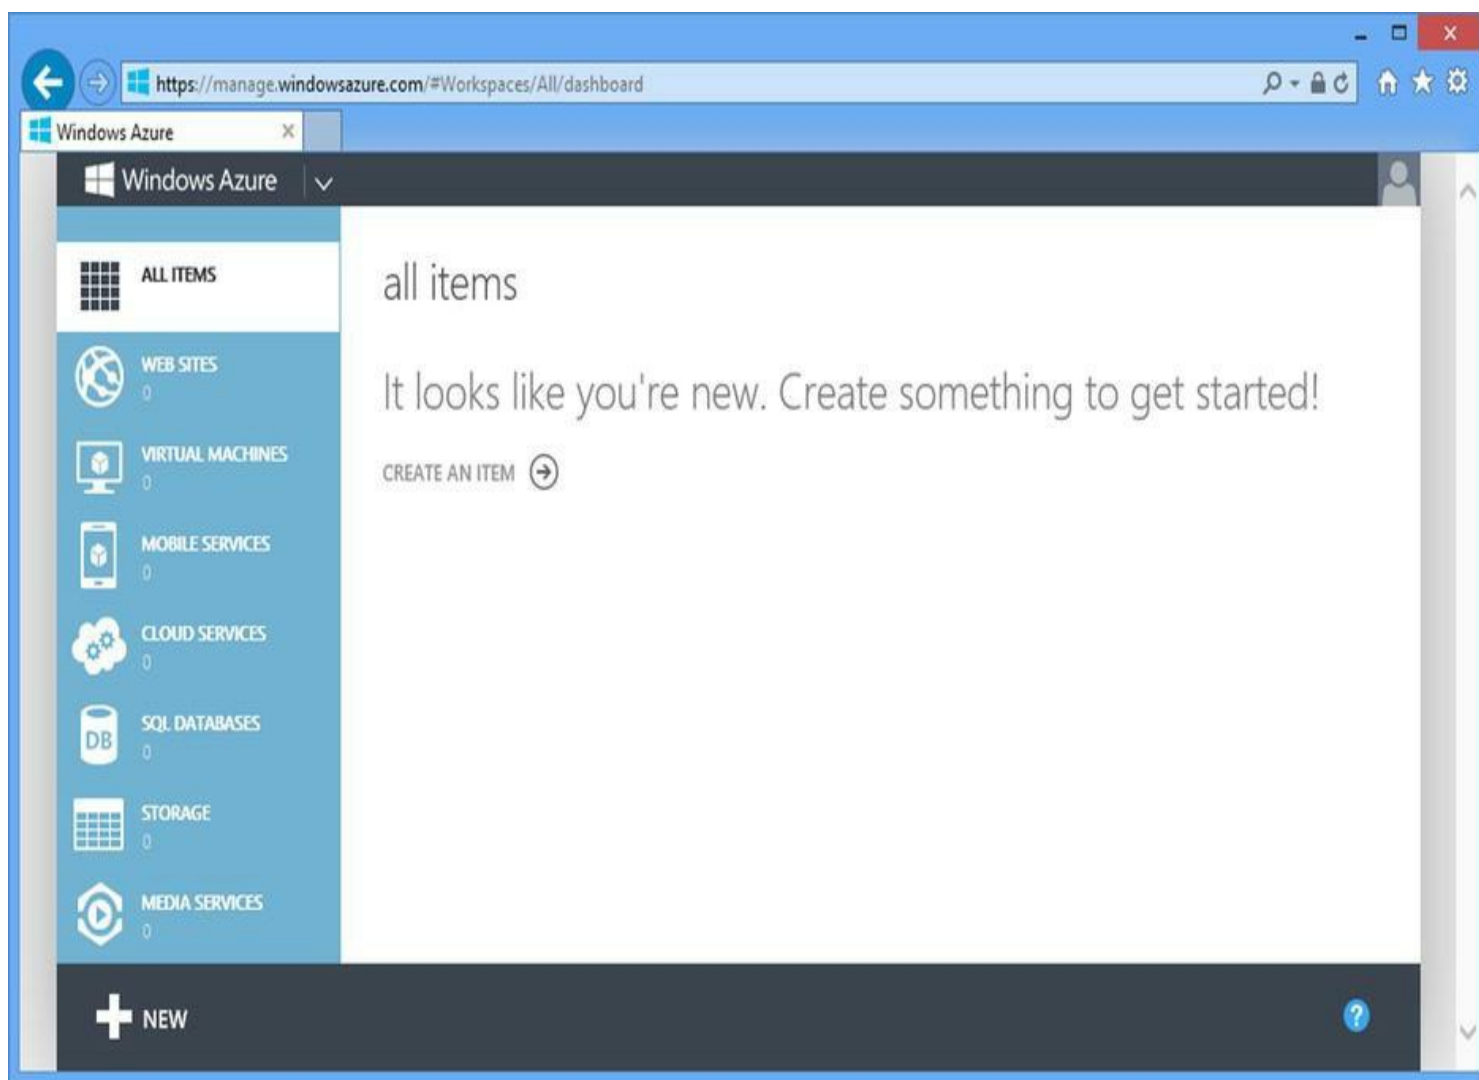 https://manage.windowsazure.com/#Workspaces/All/dashboard
Windows Azure
Windows Azure
ALL ITEMS
all items
WEB SITES
0
It looks like you're new. Create something to get started!
VIRTUAL MACHINES
0
CREATE AN ITEM
MOBILE SERVICES
0
CLOUD SERVICES
0
SQL DATABASES
0
DB
STORAGE
0
MEDIA SERVICES
0
NEW
?